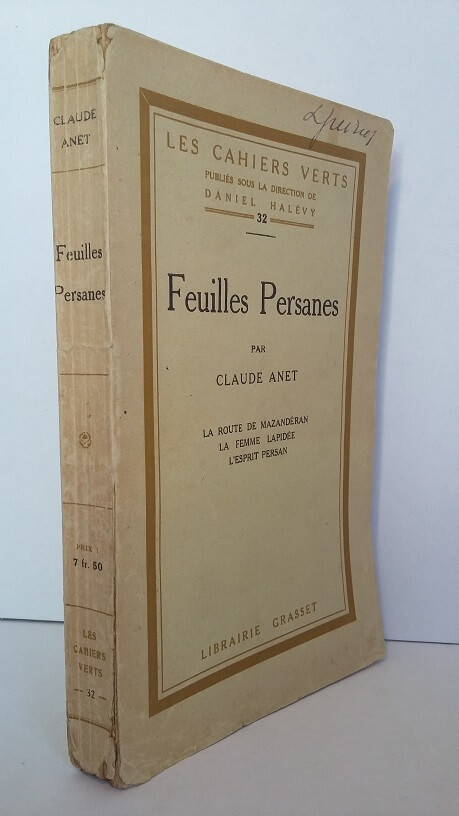 CLAUDE
ANET
Feuilles
Persanes
PRIX :
7 fr. 50
LES
CAHIERS
VERTS
— 32 —
LES CAHIERS VERTS
PUBLIÉS SOUS LA DIRECTION DE
DANIEL HALÉVY
32
Feuilles Persanes
PAR
CLAUDE ANET
LA ROUTE DE MAZANDÉRAN
LA FEMME LAPIDÉE
L'ESPRIT PERSAN
LIBRAIRIE GRASSET